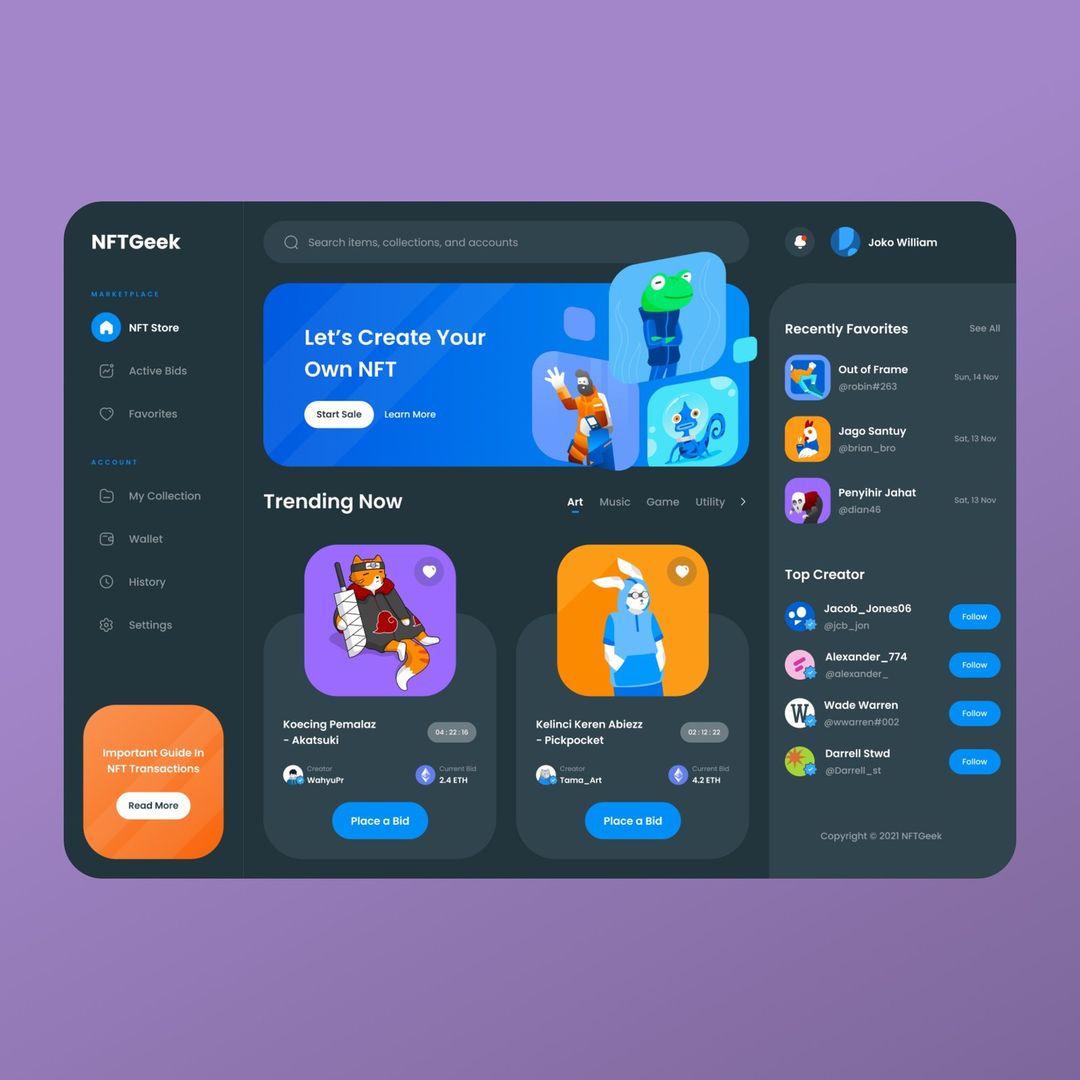 NFTGeek
MARKETPLACE
NFT Store
Active Bids
Favorites
ACCOUNT
My Collection
Wallet
History
Settings
Important Guide In
NFT Transactions
Read More
Search items, collections, and accounts
Let’s Create Your
Own NFT
Start Sale Learn More
Trending Now
Art Music Game Utility
Koecing Pemalaz
- Akatsuki
04 : 22 : 16
Creator
WahyuPr
Current Bid
2.4 ETH
Place a Bid
Kelinci Keren Abiezz
- Pickpocket
02 : 12 : 22
Creator
Tama_Art
Current Bid
4.2 ETH
Place a Bid
Joko William
Recently Favorites See All
Out of Frame
@robin#263
Sun, 14 Nov
Jago Santuy
@brian_bro
Sat, 13 Nov
Penyihir Jahat
@dian46
Sat, 13 Nov
Top Creator
Jacob_Jones06
@jcb_jon
Follow
Alexander_774
@alexander_
Follow
W
Wade Warren
@wwarren#002
Follow
Darrell Stwd
@Darrell_st
Follow
Copyright © 2021 NFTGeek